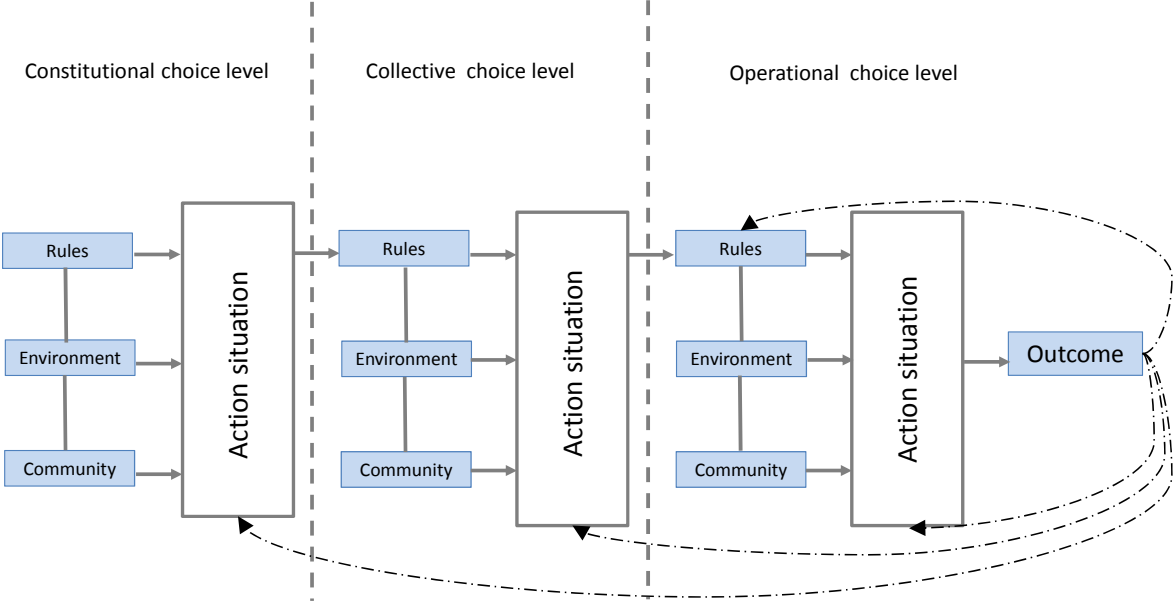 Constitutional choice level
Collective choice level
Operational choice level
Rules
Environment
Community
Action situation
Rules
Environment
Community
Action situation
Rules
Environment
Community
Action situation
Outcome